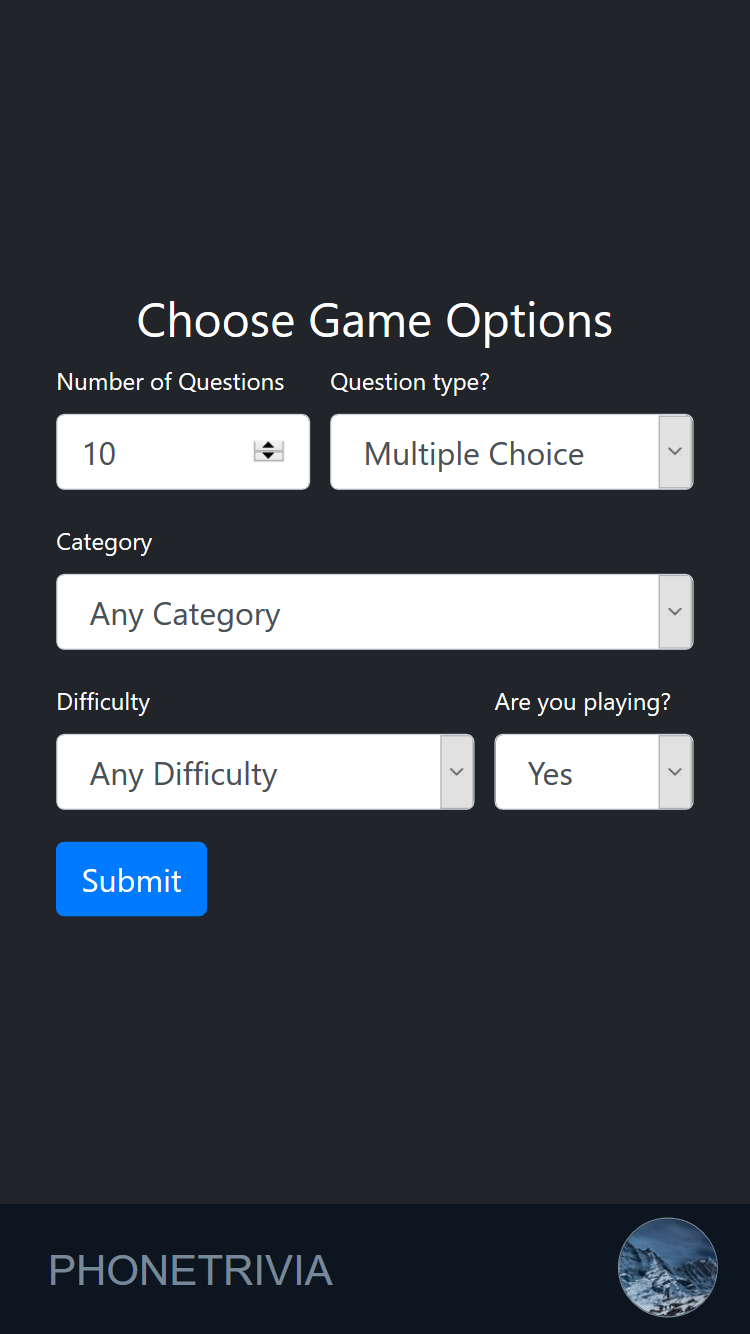 Choose Game Options
Number of Questions Question type?
10 Multiple Choice
Category
Any Category
Difficulty Are you playing?
Any Difficulty Yes
Submit
PHONETRIVIA